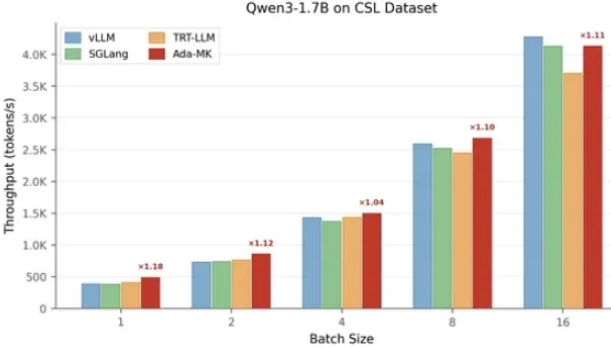 Qwen3-1.7B on CSL Dataset
vLLM
SGLang
TRT-LLM
Ada-MK
Throughput (tokens/s)
4.0K
3.5K
3.0K
2.5K
2.0K
1.5K
1.0K
500
0
×1.18
×1.12
×1.04
×1.10
×1.11
1 2 4 8 16
Batch Size